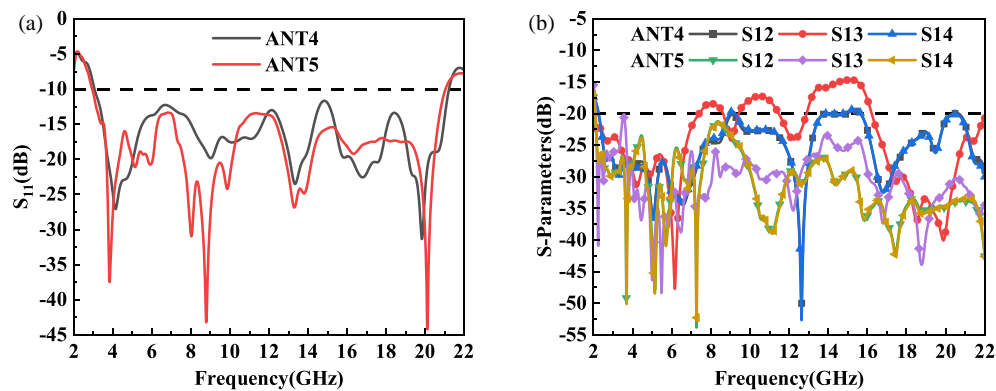 (a)
ANT4
ANT5
S11(dB)
0
-5
-10
-15
-20
-25
-30
-35
-40
-45
2 4 6 8 10 12 14 16 18 20 22
Frequency(GHz)
(b)
ANT4 S12 S13 S14
ANT5 S12 S13 S14
S-Parameters(dB)
-5
-10
-15
-20
-25
-30
-35
-40
-45
-50
-55
2 4 6 8 10 12 14 16 18 20 22
Frequency(GHz)